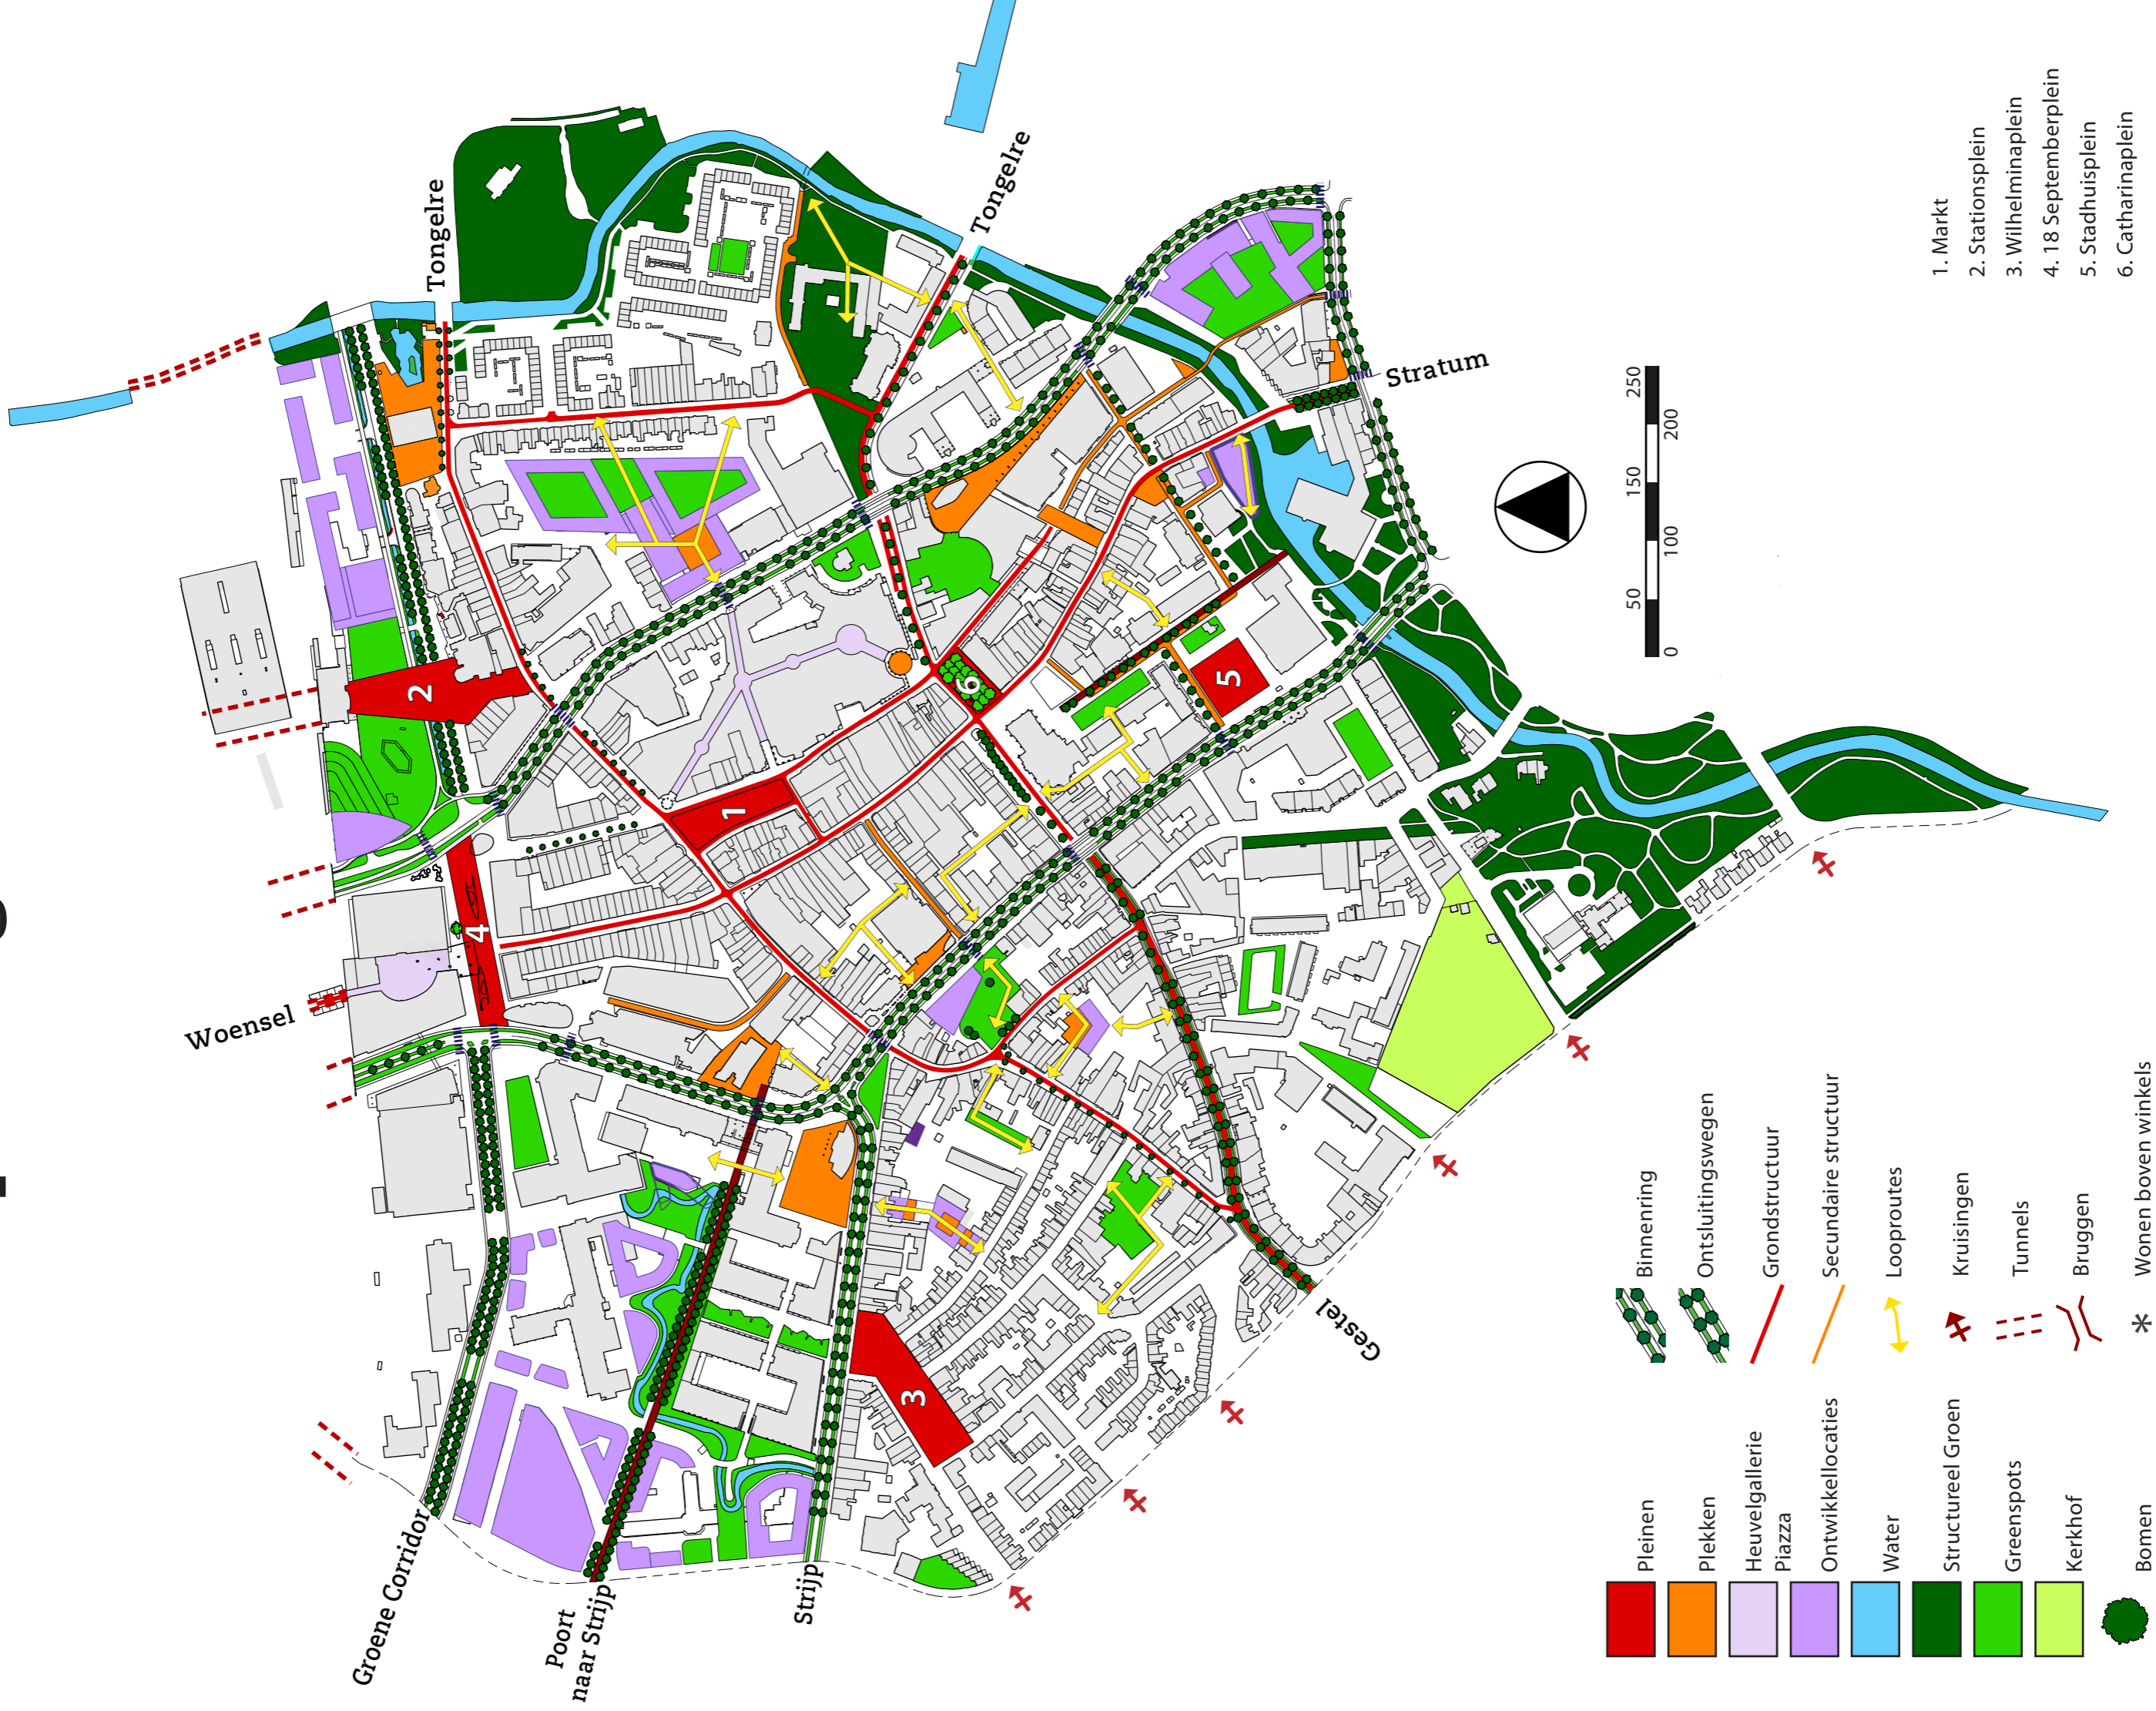 Woensel
Tongelre
Tongelre
Stratum
Gestel
Strijp
Poort
naar Strijp
Groene Corridor
1
2
3
4
5
6
0
50
100
150
200
250
Pleinen
Plekken
Heuvelgallerie
Piazza
Ontwikkellocaties
Water
Structureel Groen
Greenspots
Kerkhof
Bomen
Binnenring
Ontsluitingswegen
Grondstructuur
Secundaire structuur
Looproutes
Kruisingen
Tunnels
Bruggen
* Wonen boven winkels
1. Markt
2. Stationsplein
3. Wilhelminaplein
4. 18 Septemberplein
5. Stadhuisplein
6. Catharinaplein